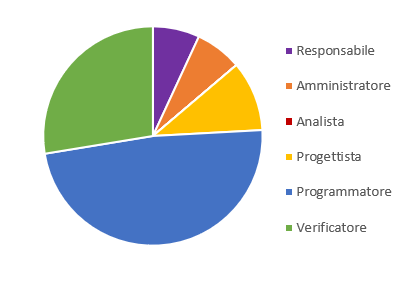 Responsabile
Amministratore
Analista
Progettista
Programmatore
Verificatore